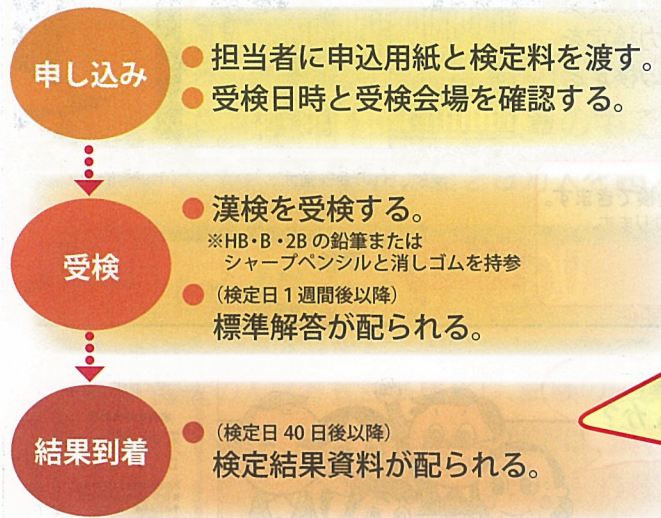 申し込み
● 担当者に申込用紙と検定料を渡す。
● 受検日時と受検会場を確認する。
受検
● 漢検を受検する。
※HB・B・2Bの鉛筆または
シャープペンシルと消しゴムを持参
● (検定日1週間後以降)
標準解答が配られる。
結果到着
● (検定日40日後以降)
検定結果資料が配られる。